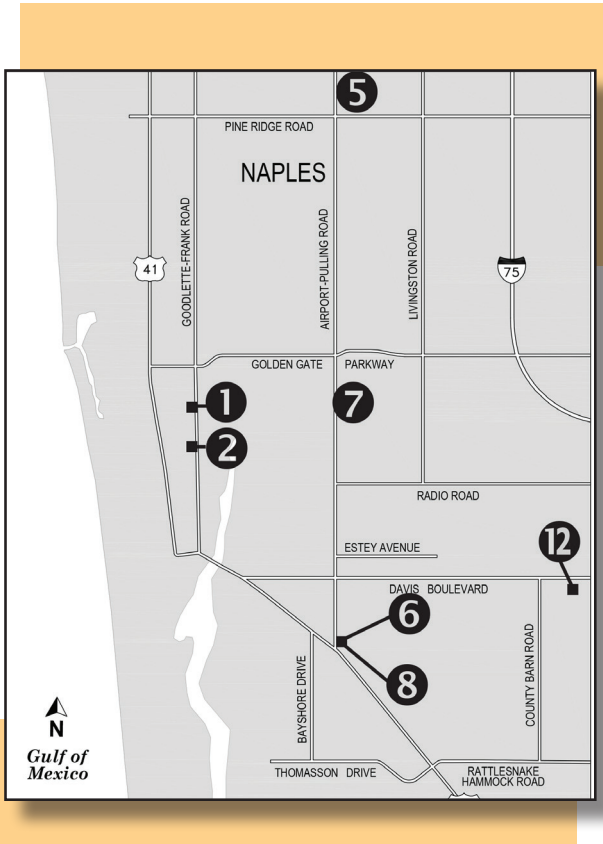 5
PINE RIDGE ROAD
NAPLES
GOODLETTE-FRANK ROAD
AIRPORT-PULLING ROAD
LIVINGSTON ROAD
41
75
GOLDEN GATE PARKWAY
1
7
2
RADIO ROAD
ESTEY AVENUE
12
DAVIS BOULEVARD
6
8
BAYSHORE DRIVE
COUNTY BARN ROAD
N
Gulf of
Mexico
THOMASSON DRIVE
RATTLESNAKE
HAMMOCK ROAD